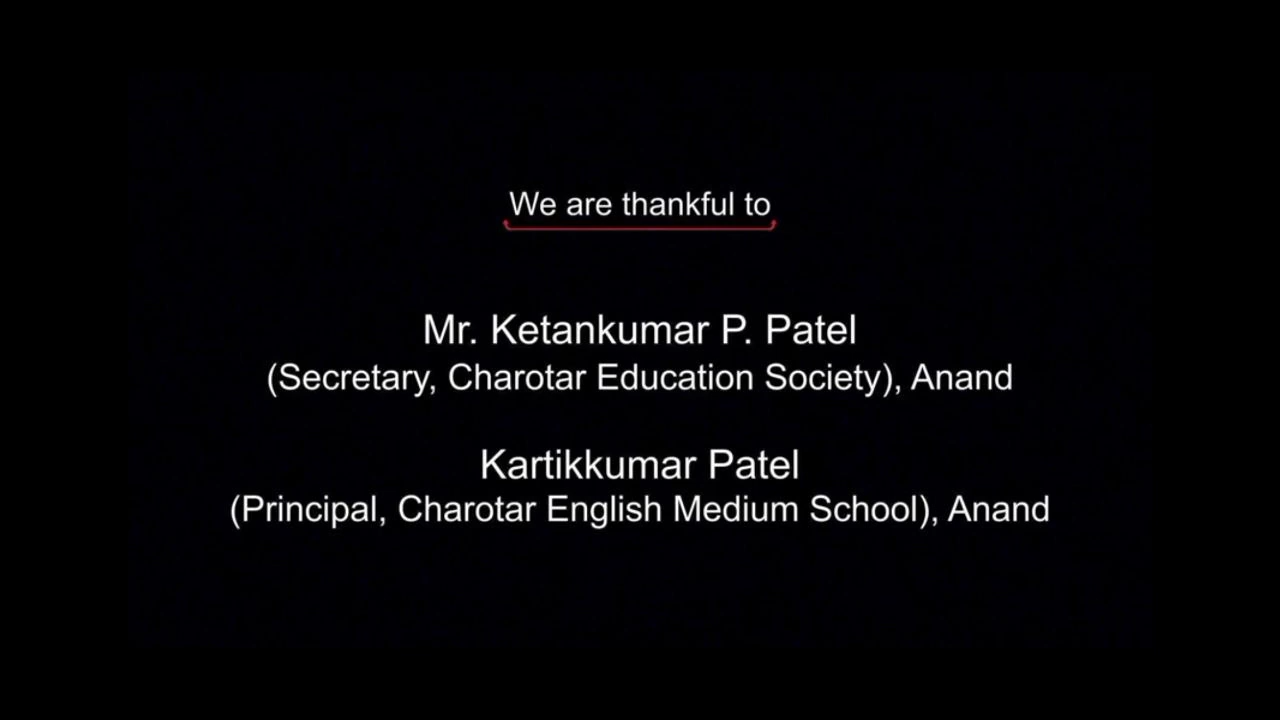 We are thankful to
Mr. Ketankumar P. Patel
(Secretary, Charotar Education Society), Anand
Kartikkumar Patel
(Principal, Charotar English Medium School), Anand